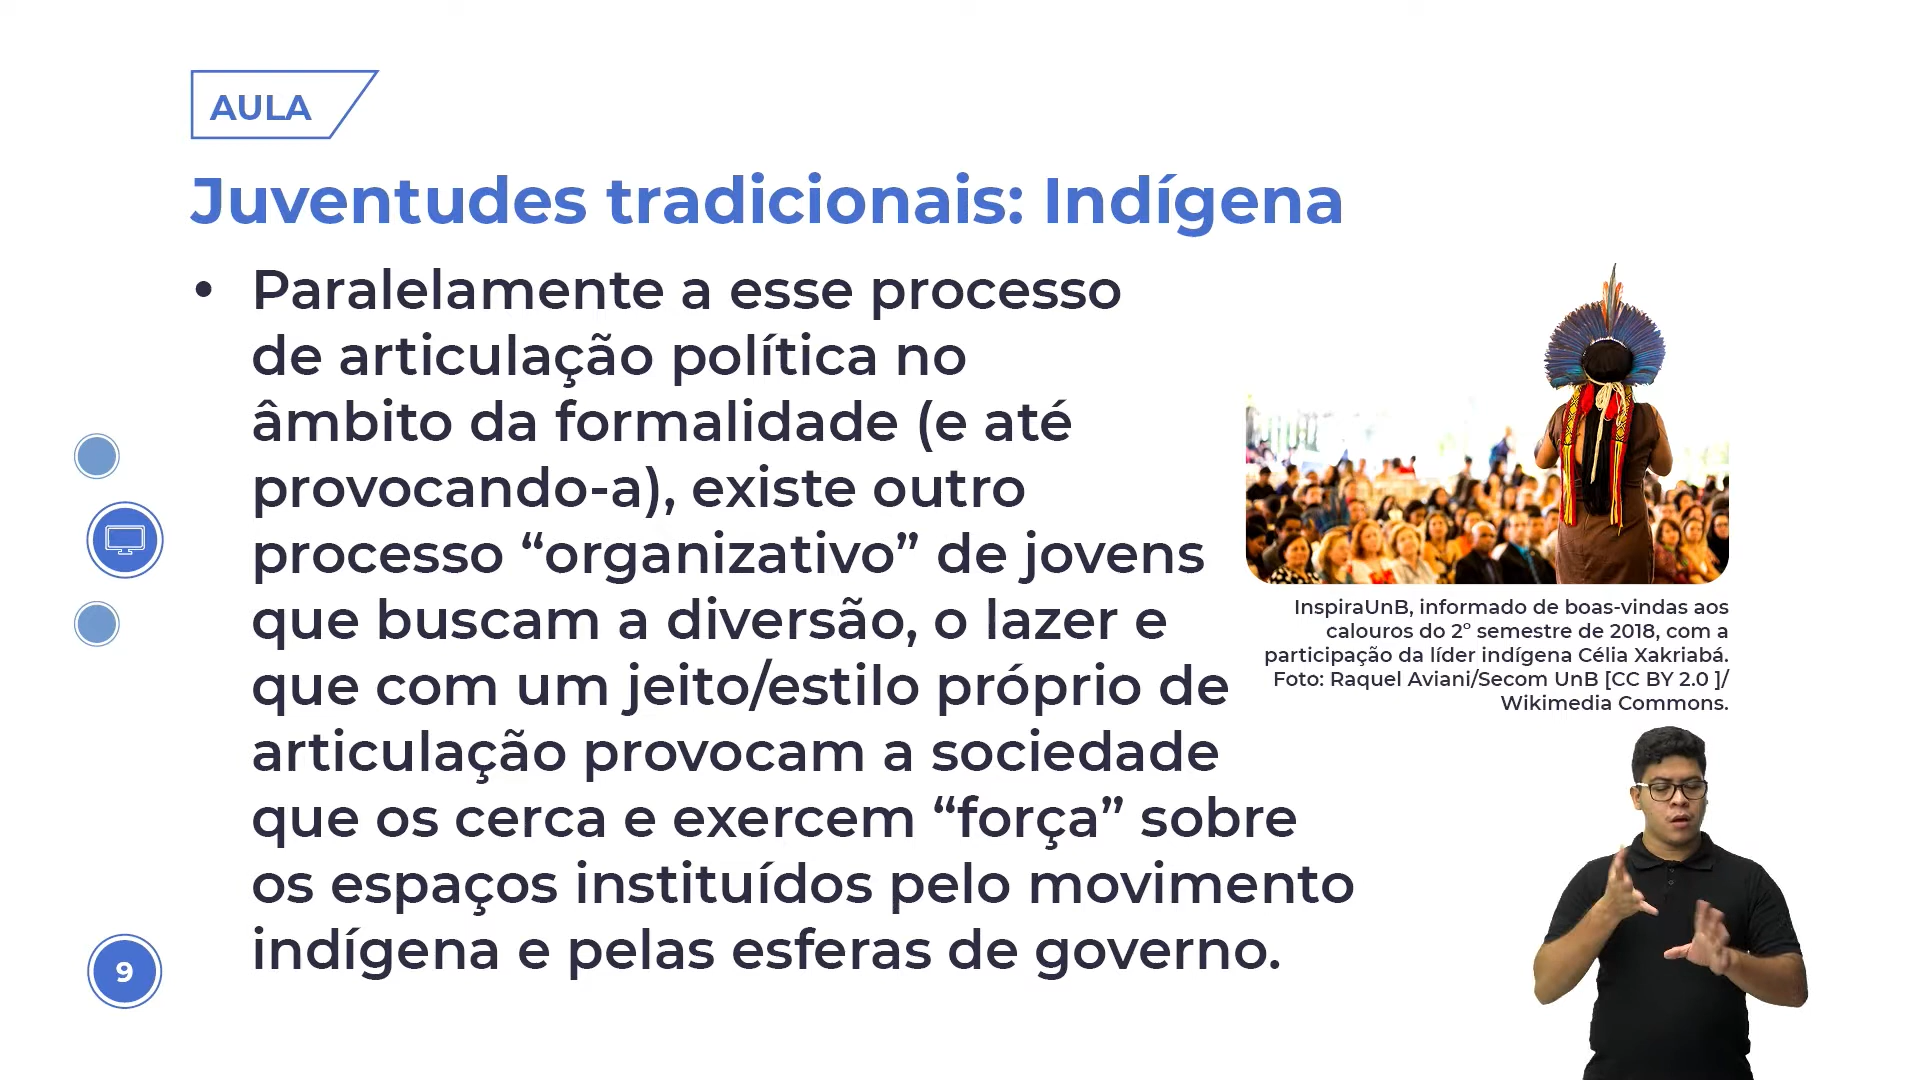 AULA
Juventudes tradicionais: Indígena
• Paralelamente a esse processo
de articulação política no
âmbito da formalidade (e até
provocando-a), existe outro
processo “organizativo” de jovens
que buscam a diversão, o lazer e
que com um jeito/estilo próprio de
articulação provocam a sociedade
que os cerca e exercem “força” sobre
os espaços instituídos pelo movimento
indígena e pelas esferas de governo.
InspiraUnB, informado de boas-vindas aos
calouros do 2º semestre de 2018, com a
participação da líder indígena Célia Xakriabá.
Foto: Raquel Aviani/Secom UnB [CC BY 2.0 ]/
Wikimedia Commons.
9